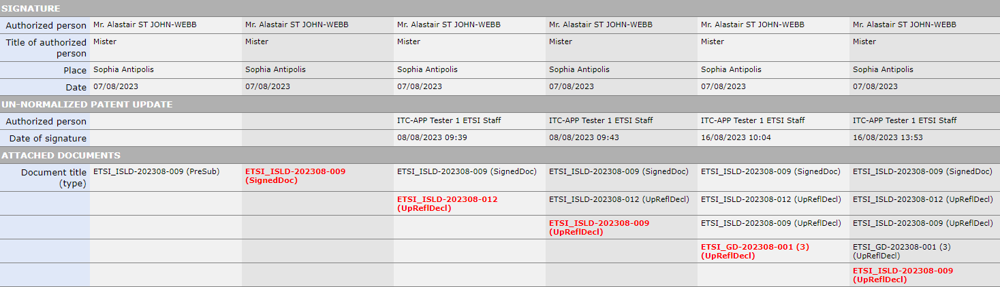 SIGNATURE
Authorized person Mr. Alastair ST JOHN-WEBB Mr. Alastair ST JOHN-WEBB Mr. Alastair ST JOHN-WEBB Mr. Alastair ST JOHN-WEBB Mr. Alastair ST JOHN-WEBB Mr. Alastair ST JOHN-WEBB
Title of authorized Mister Mister Mister Mister Mister Mister
person
Place Sophia Antipolis Sophia Antipolis Sophia Antipolis Sophia Antipolis Sophia Antipolis Sophia Antipolis
Date 07/08/2023 07/08/2023 07/08/2023 07/08/2023 07/08/2023 07/08/2023
UN-NORMALIZED PATENT UPDATE
Authorized person ITC-APP Tester 1 ETSI Staff ITC-APP Tester 1 ETSI Staff ITC-APP Tester 1 ETSI Staff ITC-APP Tester 1 ETSI Staff
Date of signature 08/08/2023 09:39 08/08/2023 09:43 16/08/2023 10:04 16/08/2023 13:53
ATTACHED DOCUMENTS
Document title ETSI_ISLD-202308-009 (PreSub) ETSI_ISLD-202308-009 ETSI_ISLD-202308-009 (SignedDoc) ETSI_ISLD-202308-009 (SignedDoc) ETSI_ISLD-202308-009 (SignedDoc) ETSI_ISLD-202308-009 (SignedDoc)
(type) (SignedDoc)
ETSI_ISLD-202308-012 ETSI_ISLD-202308-012 (UpReflDecl) ETSI_ISLD-202308-012 (UpReflDecl) ETSI_ISLD-202308-012 (UpReflDecl)
(UpReflDecl)
ETSI_ISLD-202308-009 ETSI_ISLD-202308-009 (UpReflDecl) ETSI_ISLD-202308-009 (UpReflDecl)
(UpReflDecl)
ETSI_GD-202308-001 (3) ETSI_GD-202308-001 (3)
(UpReflDecl) (UpReflDecl)
ETSI_ISLD-202308-009
(UpReflDecl)